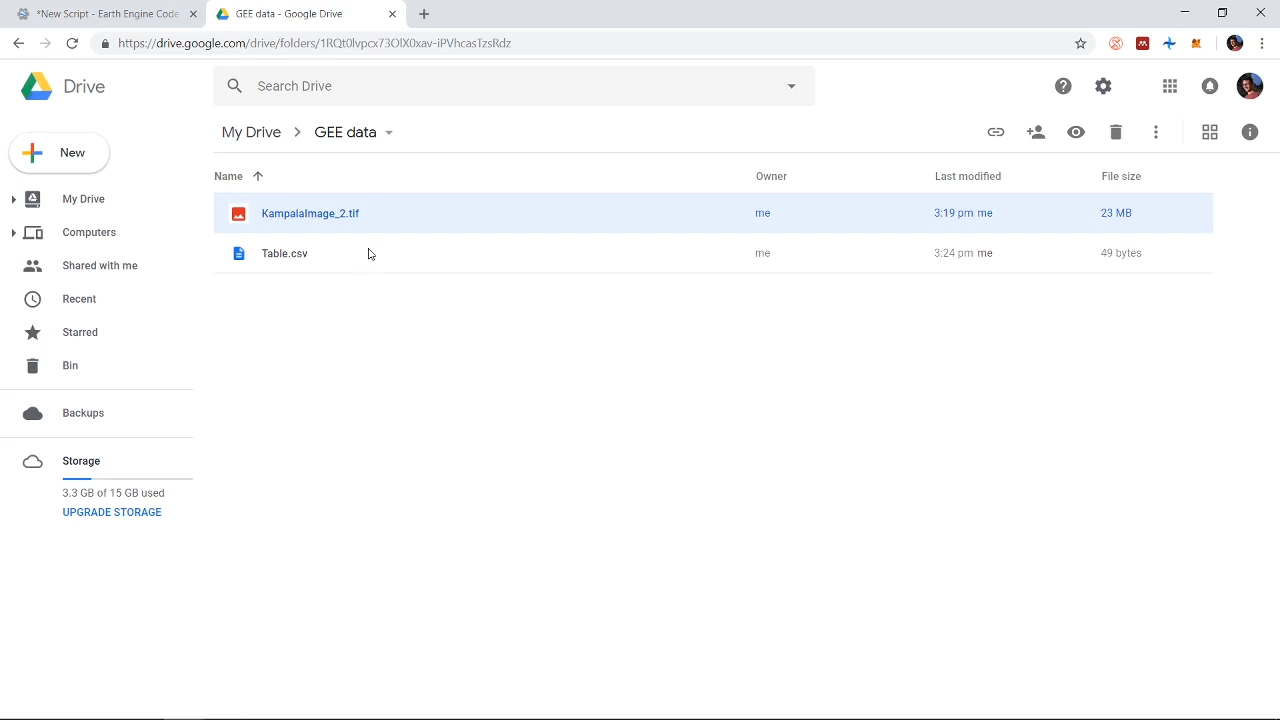 *New Script - Earth Engine Code
GEE data - Google Drive
https://drive.google.com/drive/folders/1RQt0lvpcx73OlX0xav-iPVhcasTzsRdz
Drive
Search Drive
New
My Drive > GEE data
Name
Owner
Last modified
File size
KampalaImage_2.tif
me
3:19 pm me
23 MB
Table.csv
me
3:24 pm me
49 bytes
My Drive
Computers
Shared with me
Recent
Starred
Bin
Backups
Storage
3.3 GB of 15 GB used
UPGRADE STORAGE